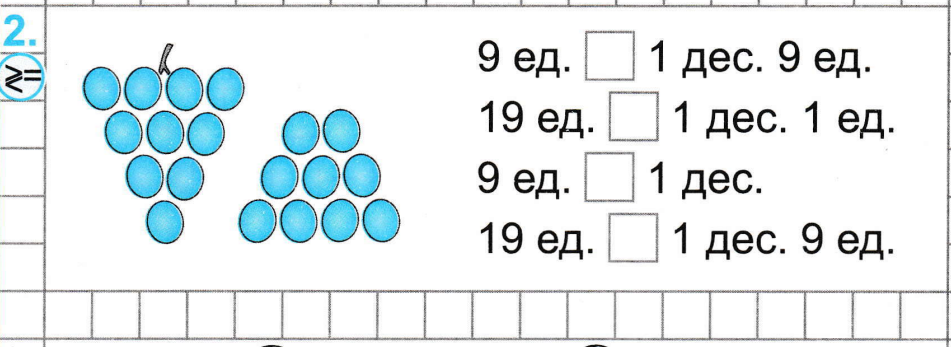 2.
9 ед. □ 1 дес. 9 ед.
19 ед. □ 1 дес. 1 ед.
9 ед. □ 1 дес.
19 ед. □ 1 дес. 9 ед.